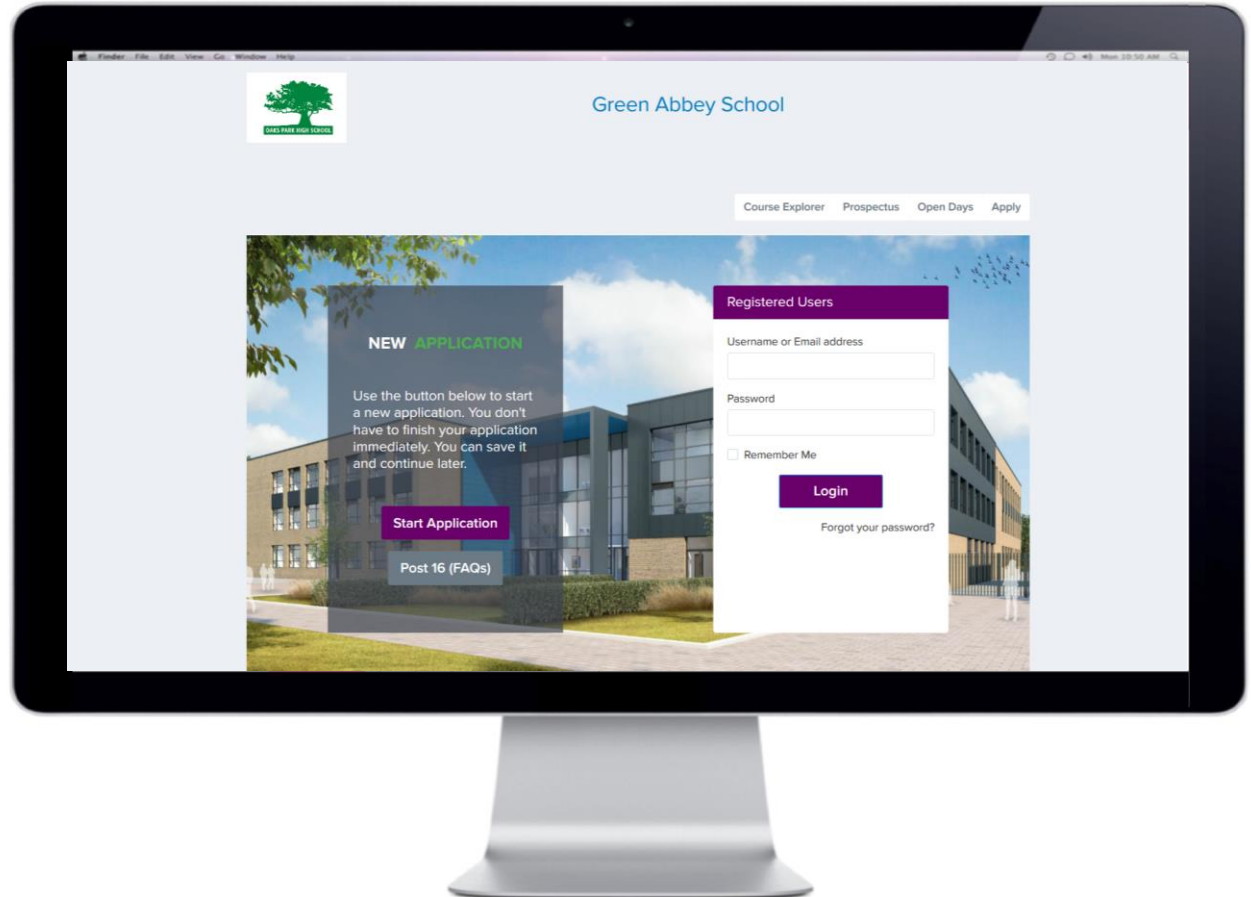 Finder File Edit View Go Window Help
Mon 10:50 AM
OAKS PARK HIGH SCHOOL
Green Abbey School
Course Explorer Prospectus Open Days Apply
NEW APPLICATION
Use the button below to start
a new application. You don't
have to finish your application
immediately. You can save it
and continue later.
Start Application
Post 16 (FAQs)
Registered Users
Username or Email address
Password
Remember Me
Login
Forgot your password?